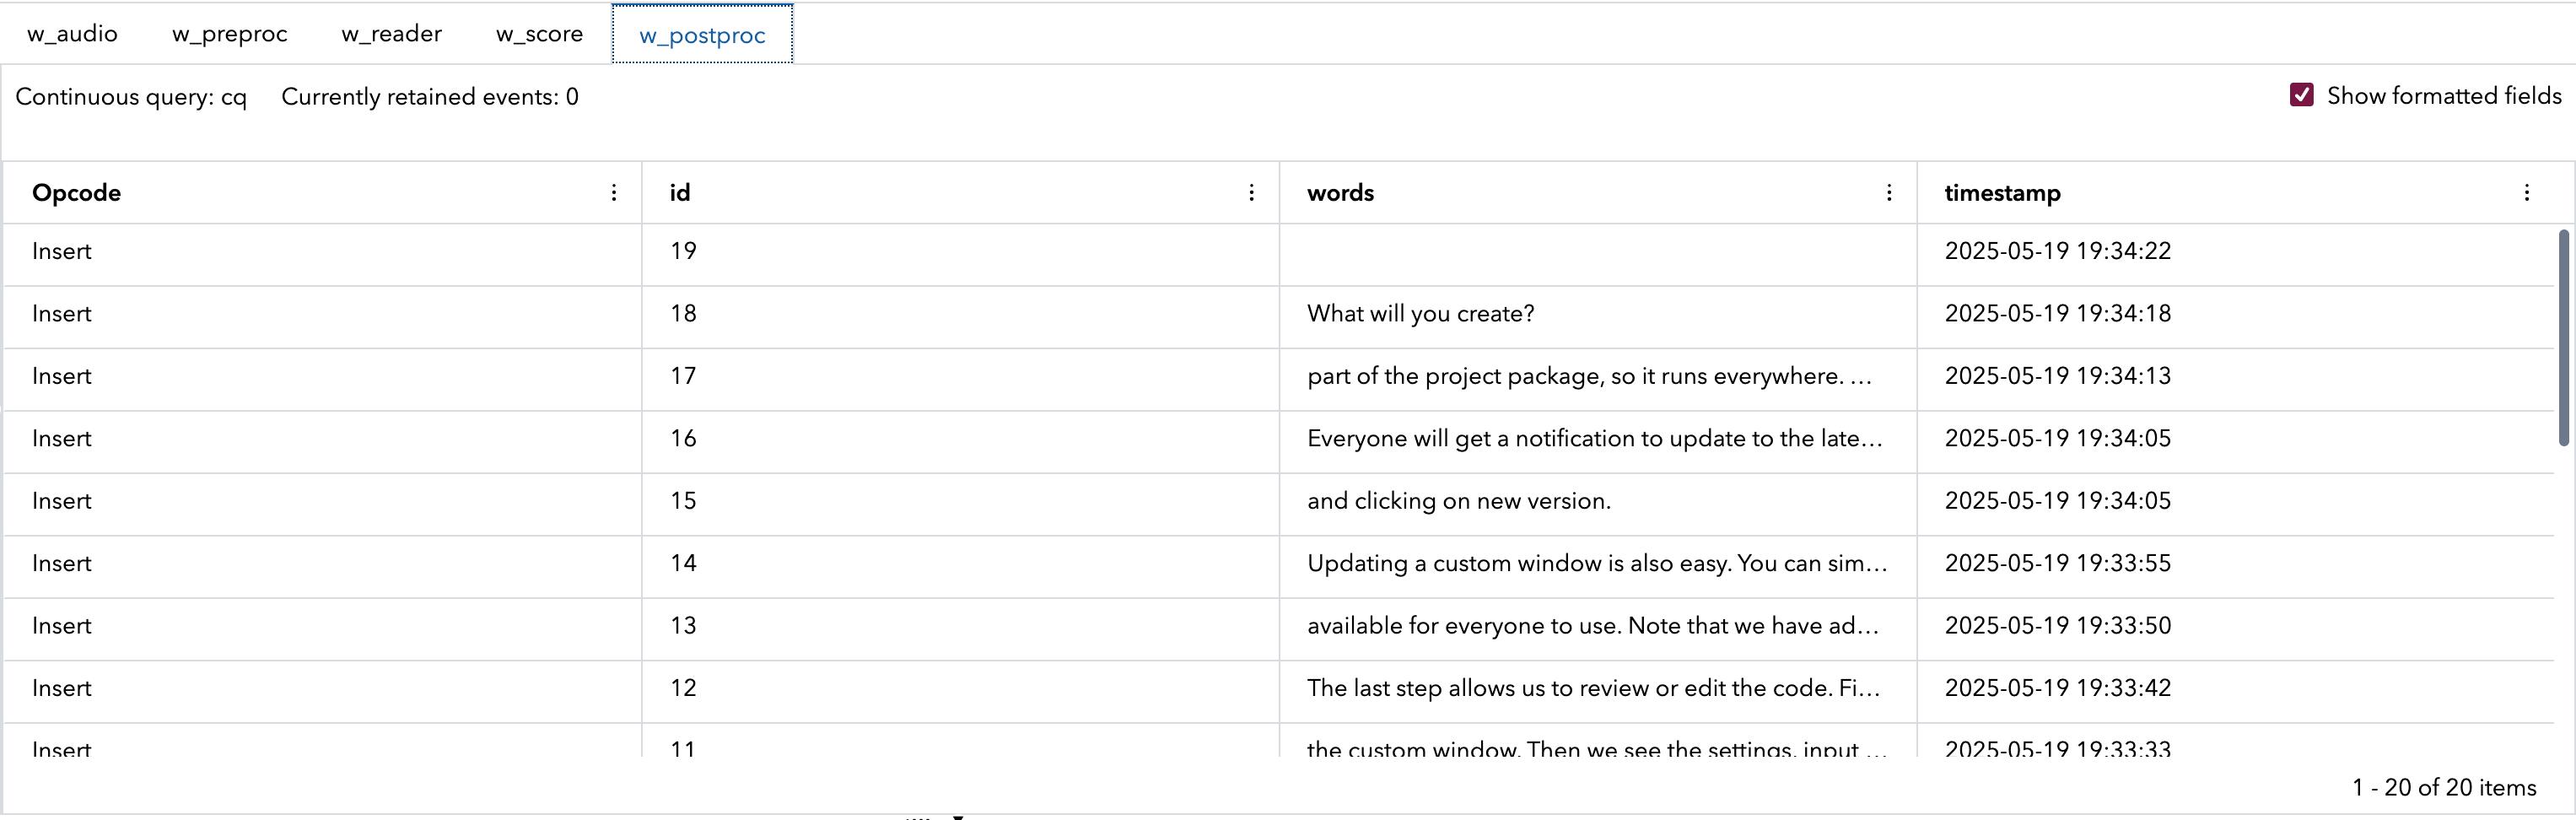 w_audio w_preproc w_reader w_score w_postproc
Continuous query: cq Currently retained events: 0 Show formatted fields
Opcode id words timestamp
Insert 19 2025-05-19 19:34:22
Insert 18 What will you create? 2025-05-19 19:34:18
Insert 17 part of the project package, so it runs everywhere. ... 2025-05-19 19:34:13
Insert 16 Everyone will get a notification to update to the late... 2025-05-19 19:34:05
Insert 15 and clicking on new version. 2025-05-19 19:34:05
Insert 14 Updating a custom window is also easy. You can sim... 2025-05-19 19:33:55
Insert 13 available for everyone to use. Note that we have ad... 2025-05-19 19:33:50
Insert 12 The last step allows us to review or edit the code. Fi... 2025-05-19 19:33:42
Insert 11 the custom window. Then we see the settings, input ... 2025-05-19 19:33:33
1 - 20 of 20 items